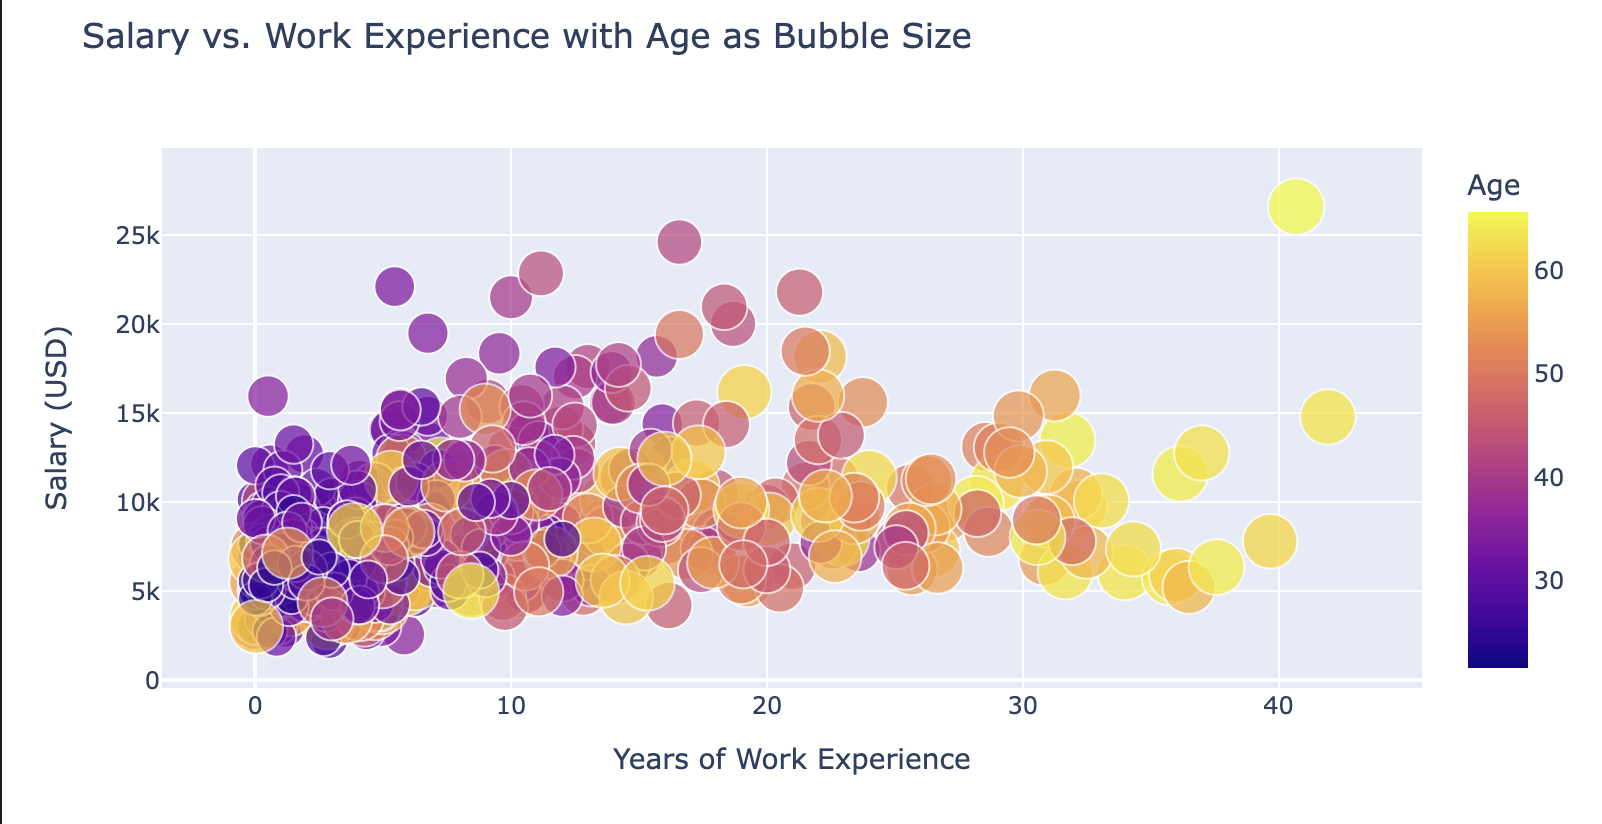 Salary vs. Work Experience with Age as Bubble Size
Age
25k
20k
15k
10k
5k
0
Salary (USD)
0 10 20 30 40
Years of Work Experience
60
50
40
30